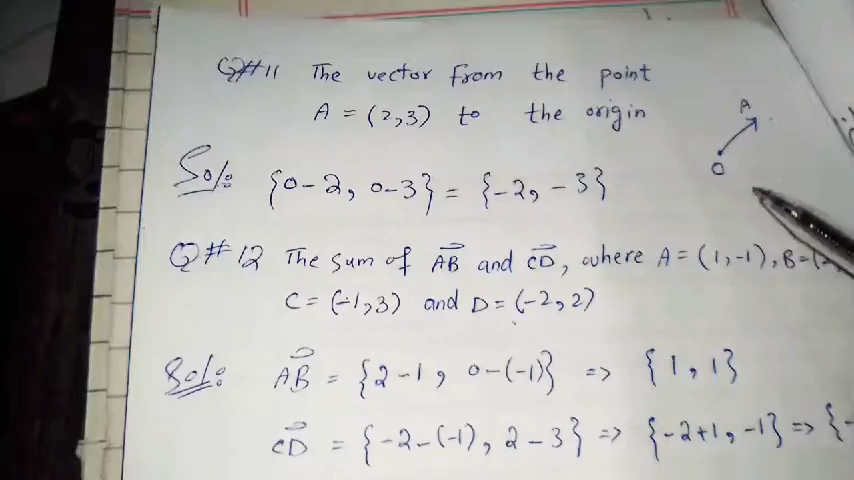 Q#11 The vector from the point
A = (2,3) to the origin
A
O
Sol: {0-2, 0-3} = {-2, -3}
Q#12 The sum of AB and CD, where A = (1,-1), B = (
C = (-1,3) and D = (-2,2)
Sol: AB = {2-1, 0-(-1)} => {1,1}
CD = {-2-(-1), 2-3} => {-2+1, -1} => {-